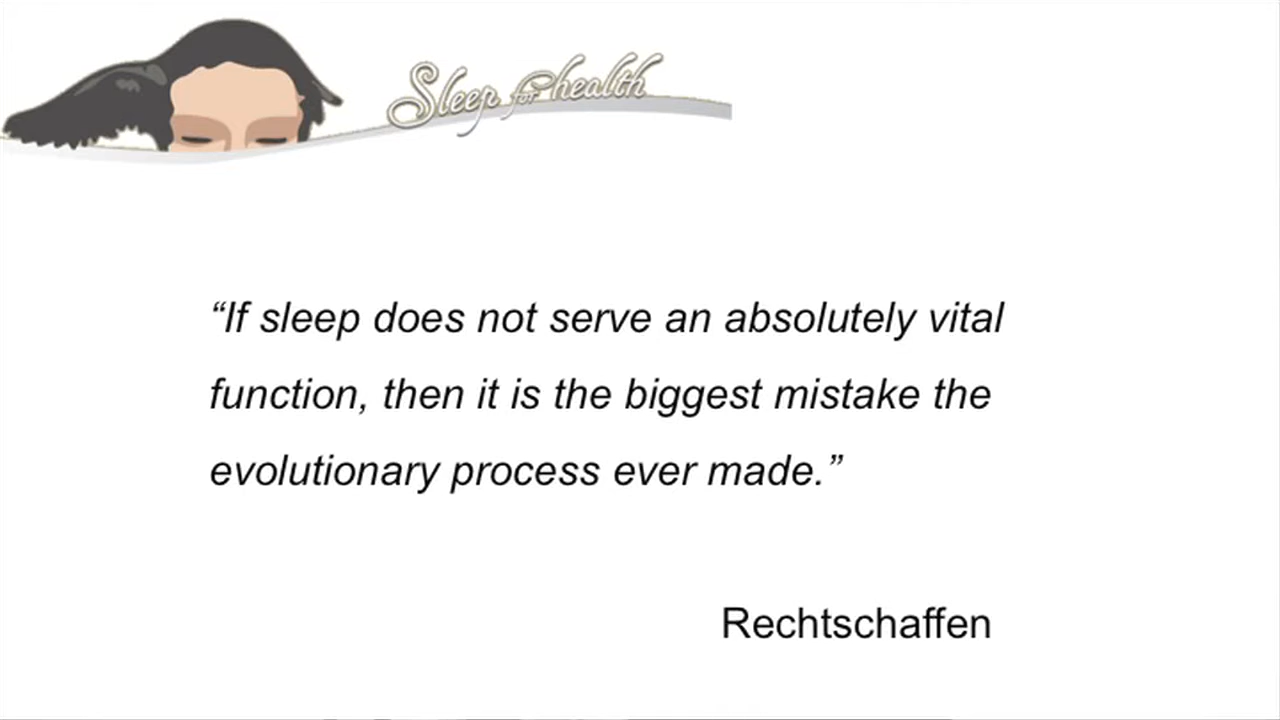 Sleep for health
“If sleep does not serve an absolutely vital
function, then it is the biggest mistake the
evolutionary process ever made.”
Rechtschaffen